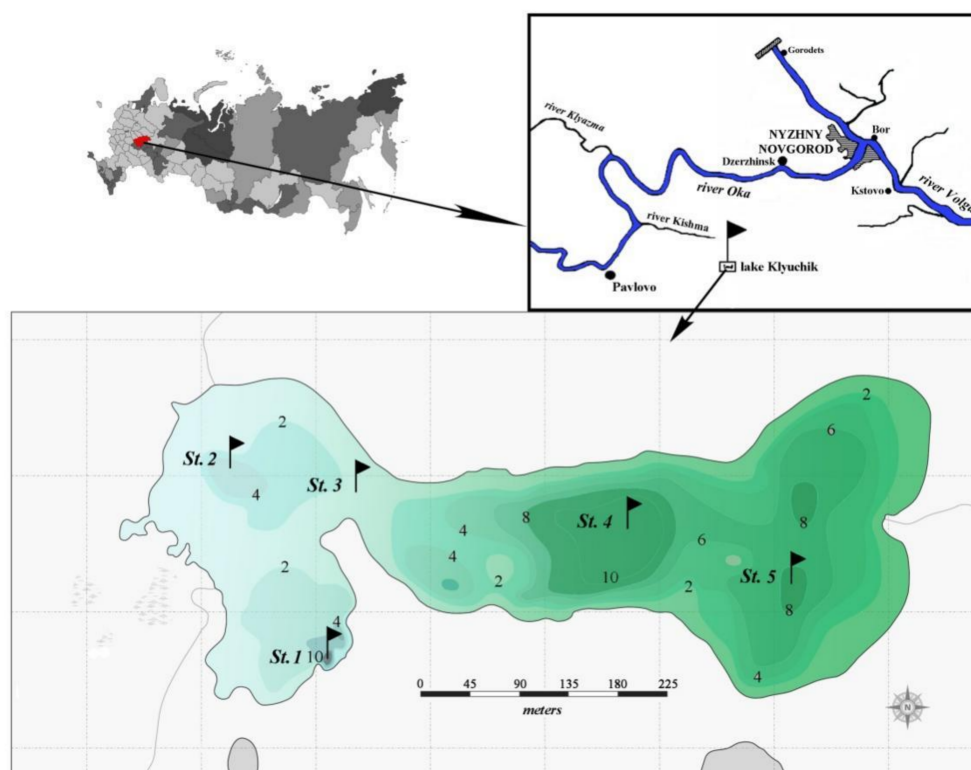 Gorodets
river Klyazma
NYZHNY
NOVGOROD
Bor
Dzerzhinsk
river Oka
Kstovo
river Volga
river Kishma
lake Klyuchik
Pavlovo
2
2
6
St. 2
4
St. 3
8
St. 4
8
4
6
4
2
10
2
St. 5
8
2
4
St. 1
10
4
0 45 90 135 180 225
meters
N